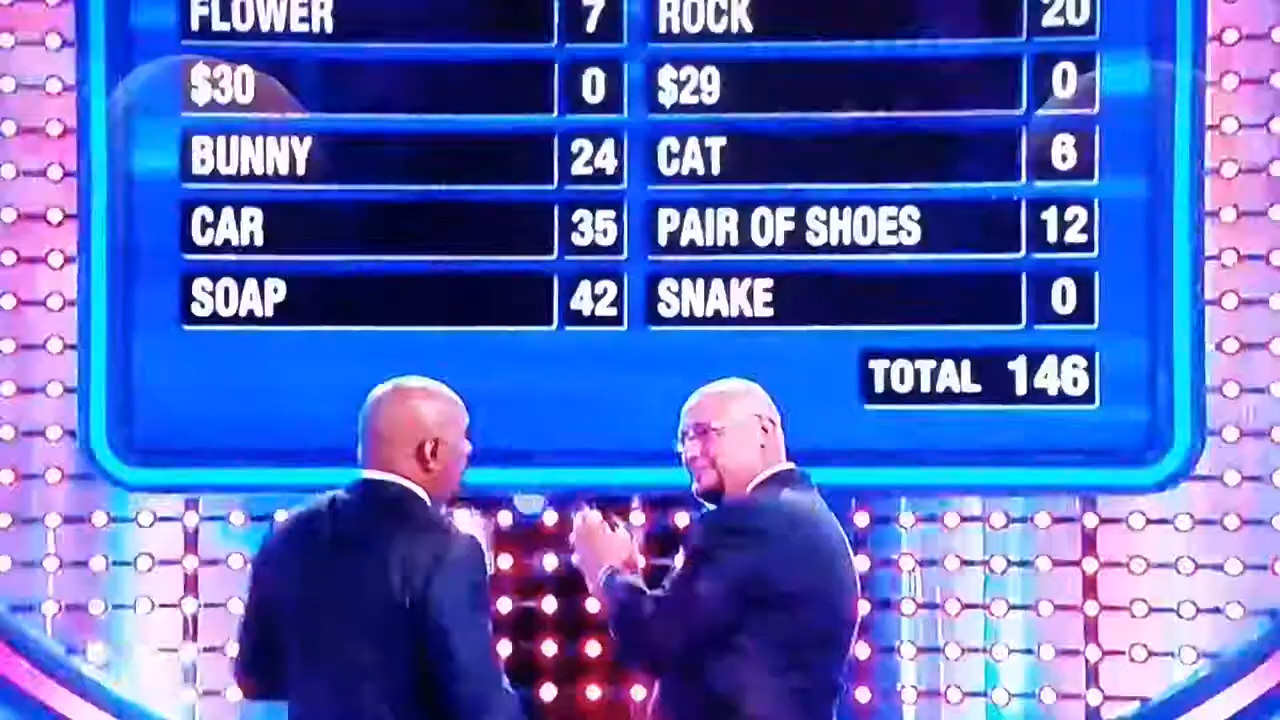 FLOWER 7 ROCK 20
$30 0 $29 0
BUNNY 24 CAT 6
CAR 35 PAIR OF SHOES 12
SOAP 42 SNAKE 0
TOTAL 146